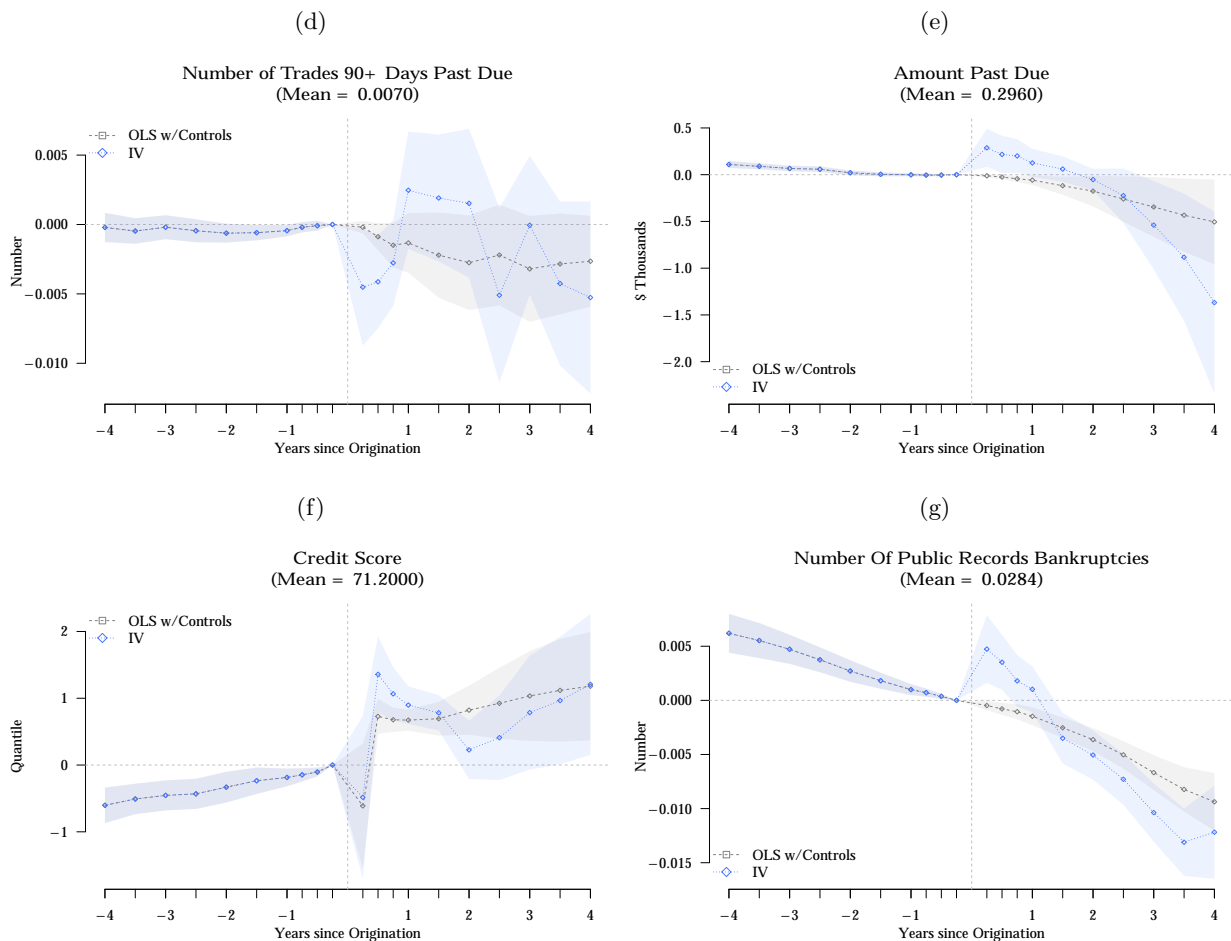 (d)
Number of Trades 90+ Days Past Due
(Mean = 0.0070)
OLS w/Controls
IV
0.005
0.000
−0.005
−0.010
Number
−4 −3 −2 −1 1 2 3 4
Years since Origination
(e)
Amount Past Due
(Mean = 0.2960)
0.5
0.0
−0.5
−1.0
−1.5
−2.0
$ Thousands
OLS w/Controls
IV
−4 −3 −2 −1 1 2 3 4
Years since Origination
(f)
Credit Score
(Mean = 71.2000)
OLS w/Controls
IV
2
1
0
−1
Quantile
−4 −3 −2 −1 1 2 3 4
Years since Origination
(g)
Number Of Public Records Bankruptcies
(Mean = 0.0284)
0.005
0.000
−0.005
−0.010
−0.015
Number
OLS w/Controls
IV
−4 −3 −2 −1 1 2 3 4
Years since Origination